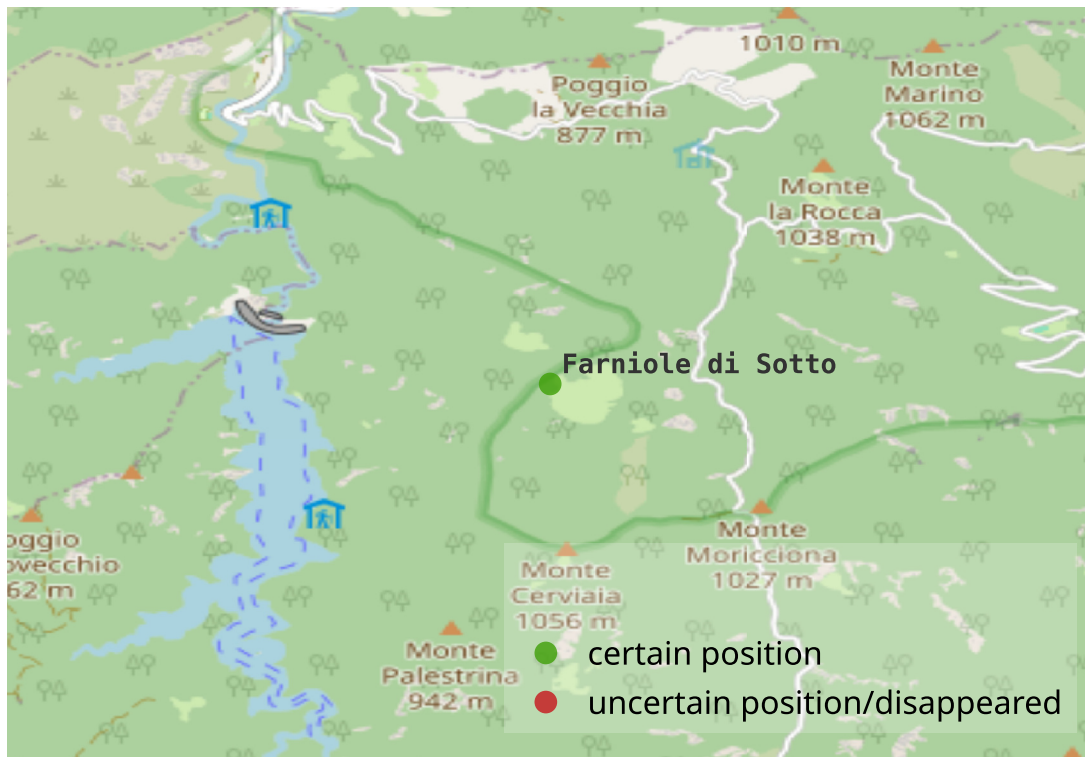 1010 m
Poggio
la Vecchia
877 m
Monte
Marino
1062 m
Monte
la Rocca
1038 m
Farniole di Sotto
oggio
ovecchio
62 m
Monte
Moricciona
1027 m
Monte
Cerviaia
1056 m
Monte
Palestrina
942 m
certain position
uncertain position/disappeared